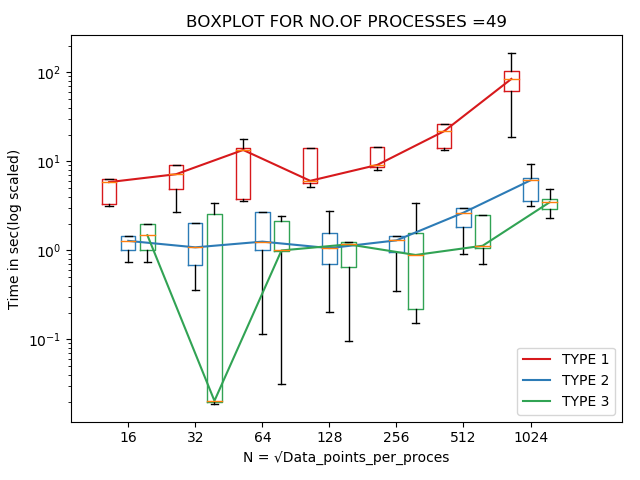 BOXPLOT FOR NO.OF PROCESSES =49
Time in sec(log scaled)
10²
10¹
10⁰
10⁻¹
16 32 64 128 256 512 1024
N = √Data_points_per_proces
TYPE 1
TYPE 2
TYPE 3